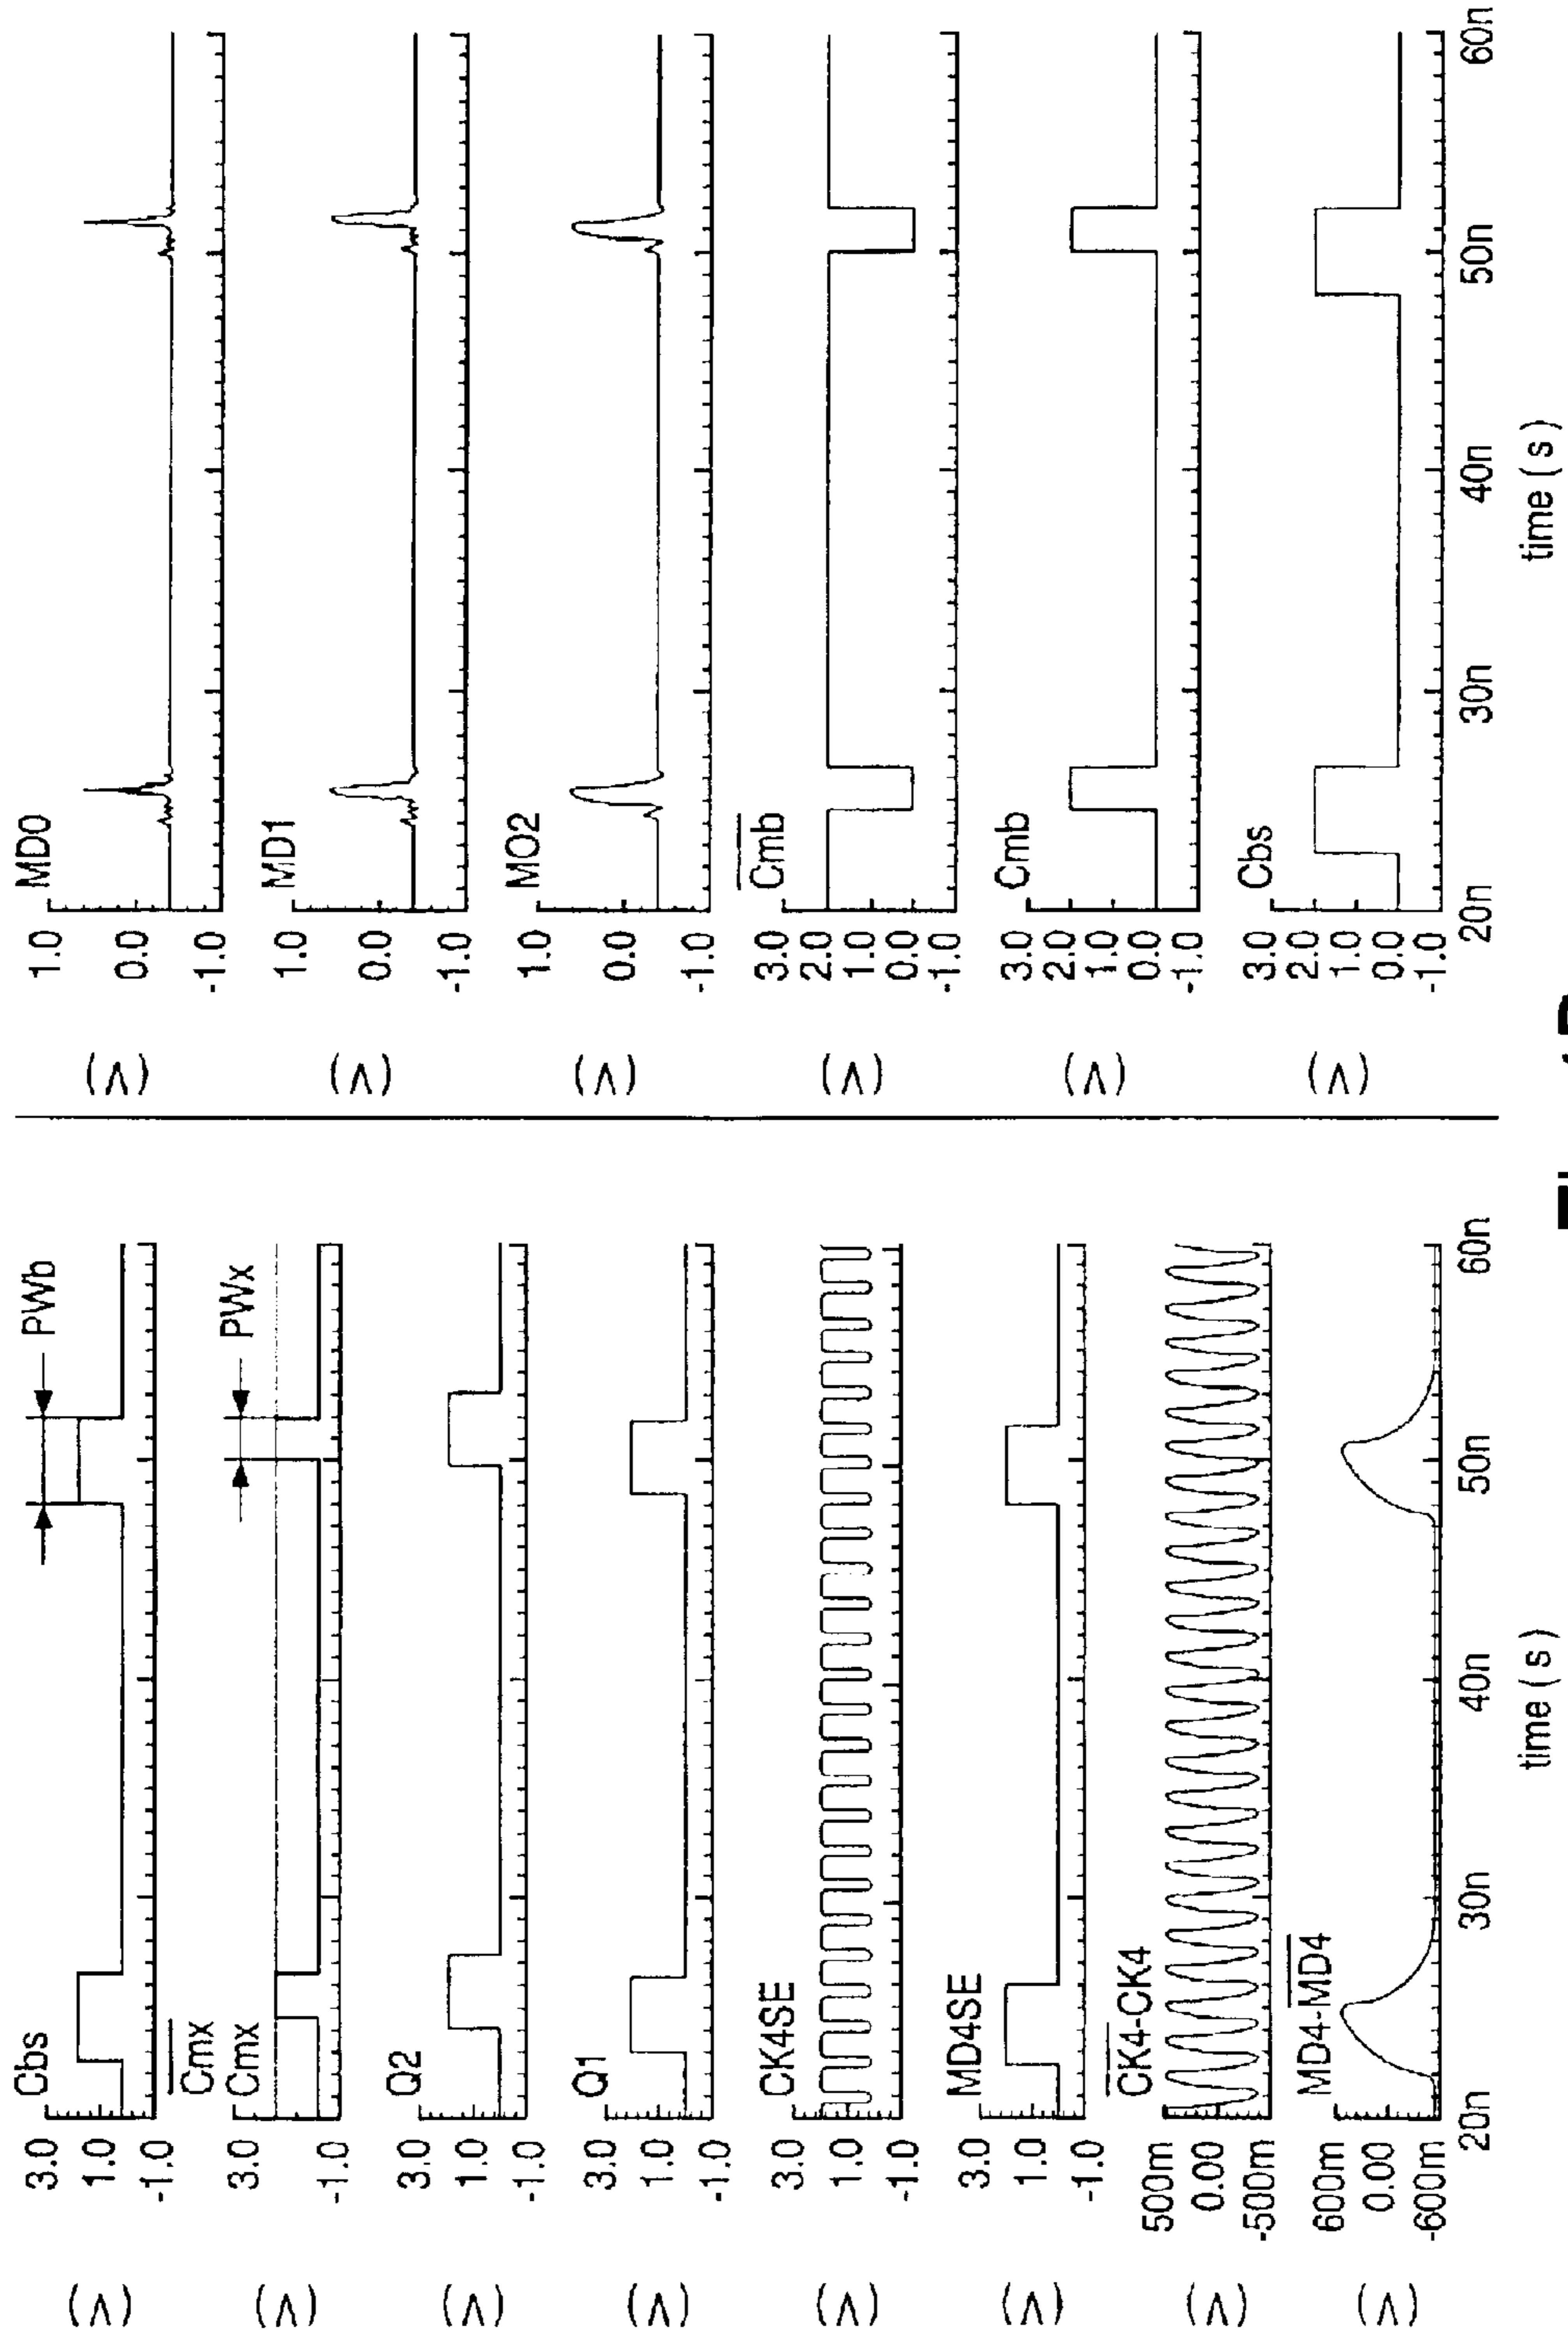 (V)
3.0
1.0
-1.0
Cbs
PWb
(V)
3.0
-1.0
C̅m̅x̅
Cmx
PWx
(V)
3.0
1.0
-1.0
Q2
(V)
3.0
1.0
-1.0
Q1
(V)
3.0
1.0
-1.0
CK4SE
(V)
3.0
1.0
-1.0
MD4SE
(V)
500m
0.00
-500m
C̅K̅4̅-CK4
(V)
600m
0.00
-600m
MD4-M̅D̅4̅
20n 30n 40n 50n 60n
time ( s )
(V)
1.0
0.0
-1.0
MD0
(V)
1.0
0.0
-1.0
MD1
(V)
1.0
0.0
-1.0
MO2
(V)
3.0
2.0
1.0
0.0
-1.0
C̅m̅b̅
(V)
3.0
2.0
1.0
0.0
-1.0
Cmb
(V)
3.0
2.0
1.0
0.0
-1.0
Cbs
20n 30n 40n 50n 60n
time ( s )